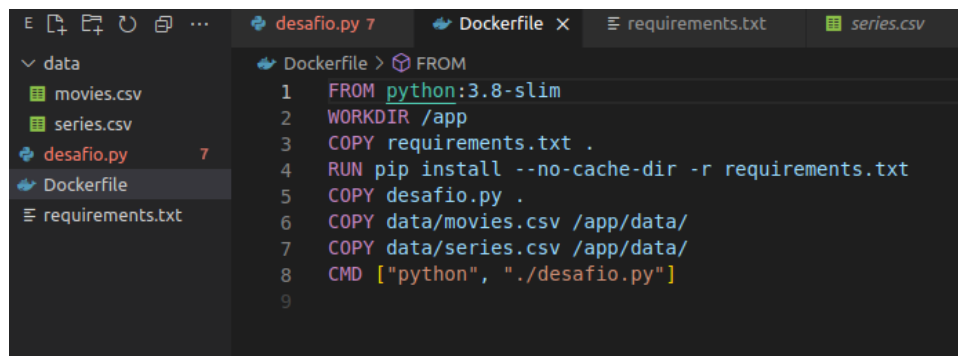 E ...
desafio.py 7
Dockerfile
requirements.txt
series.csv
data
movies.csv
series.csv
desafio.py 7
Dockerfile
requirements.txt
Dockerfile > FROM
1 FROM python:3.8-slim
2 WORKDIR /app
3 COPY requirements.txt .
4 RUN pip install --no-cache-dir -r requirements.txt
5 COPY desafio.py .
6 COPY data/movies.csv /app/data/
7 COPY data/series.csv /app/data/
8 CMD ["python", "./desafio.py"]
9